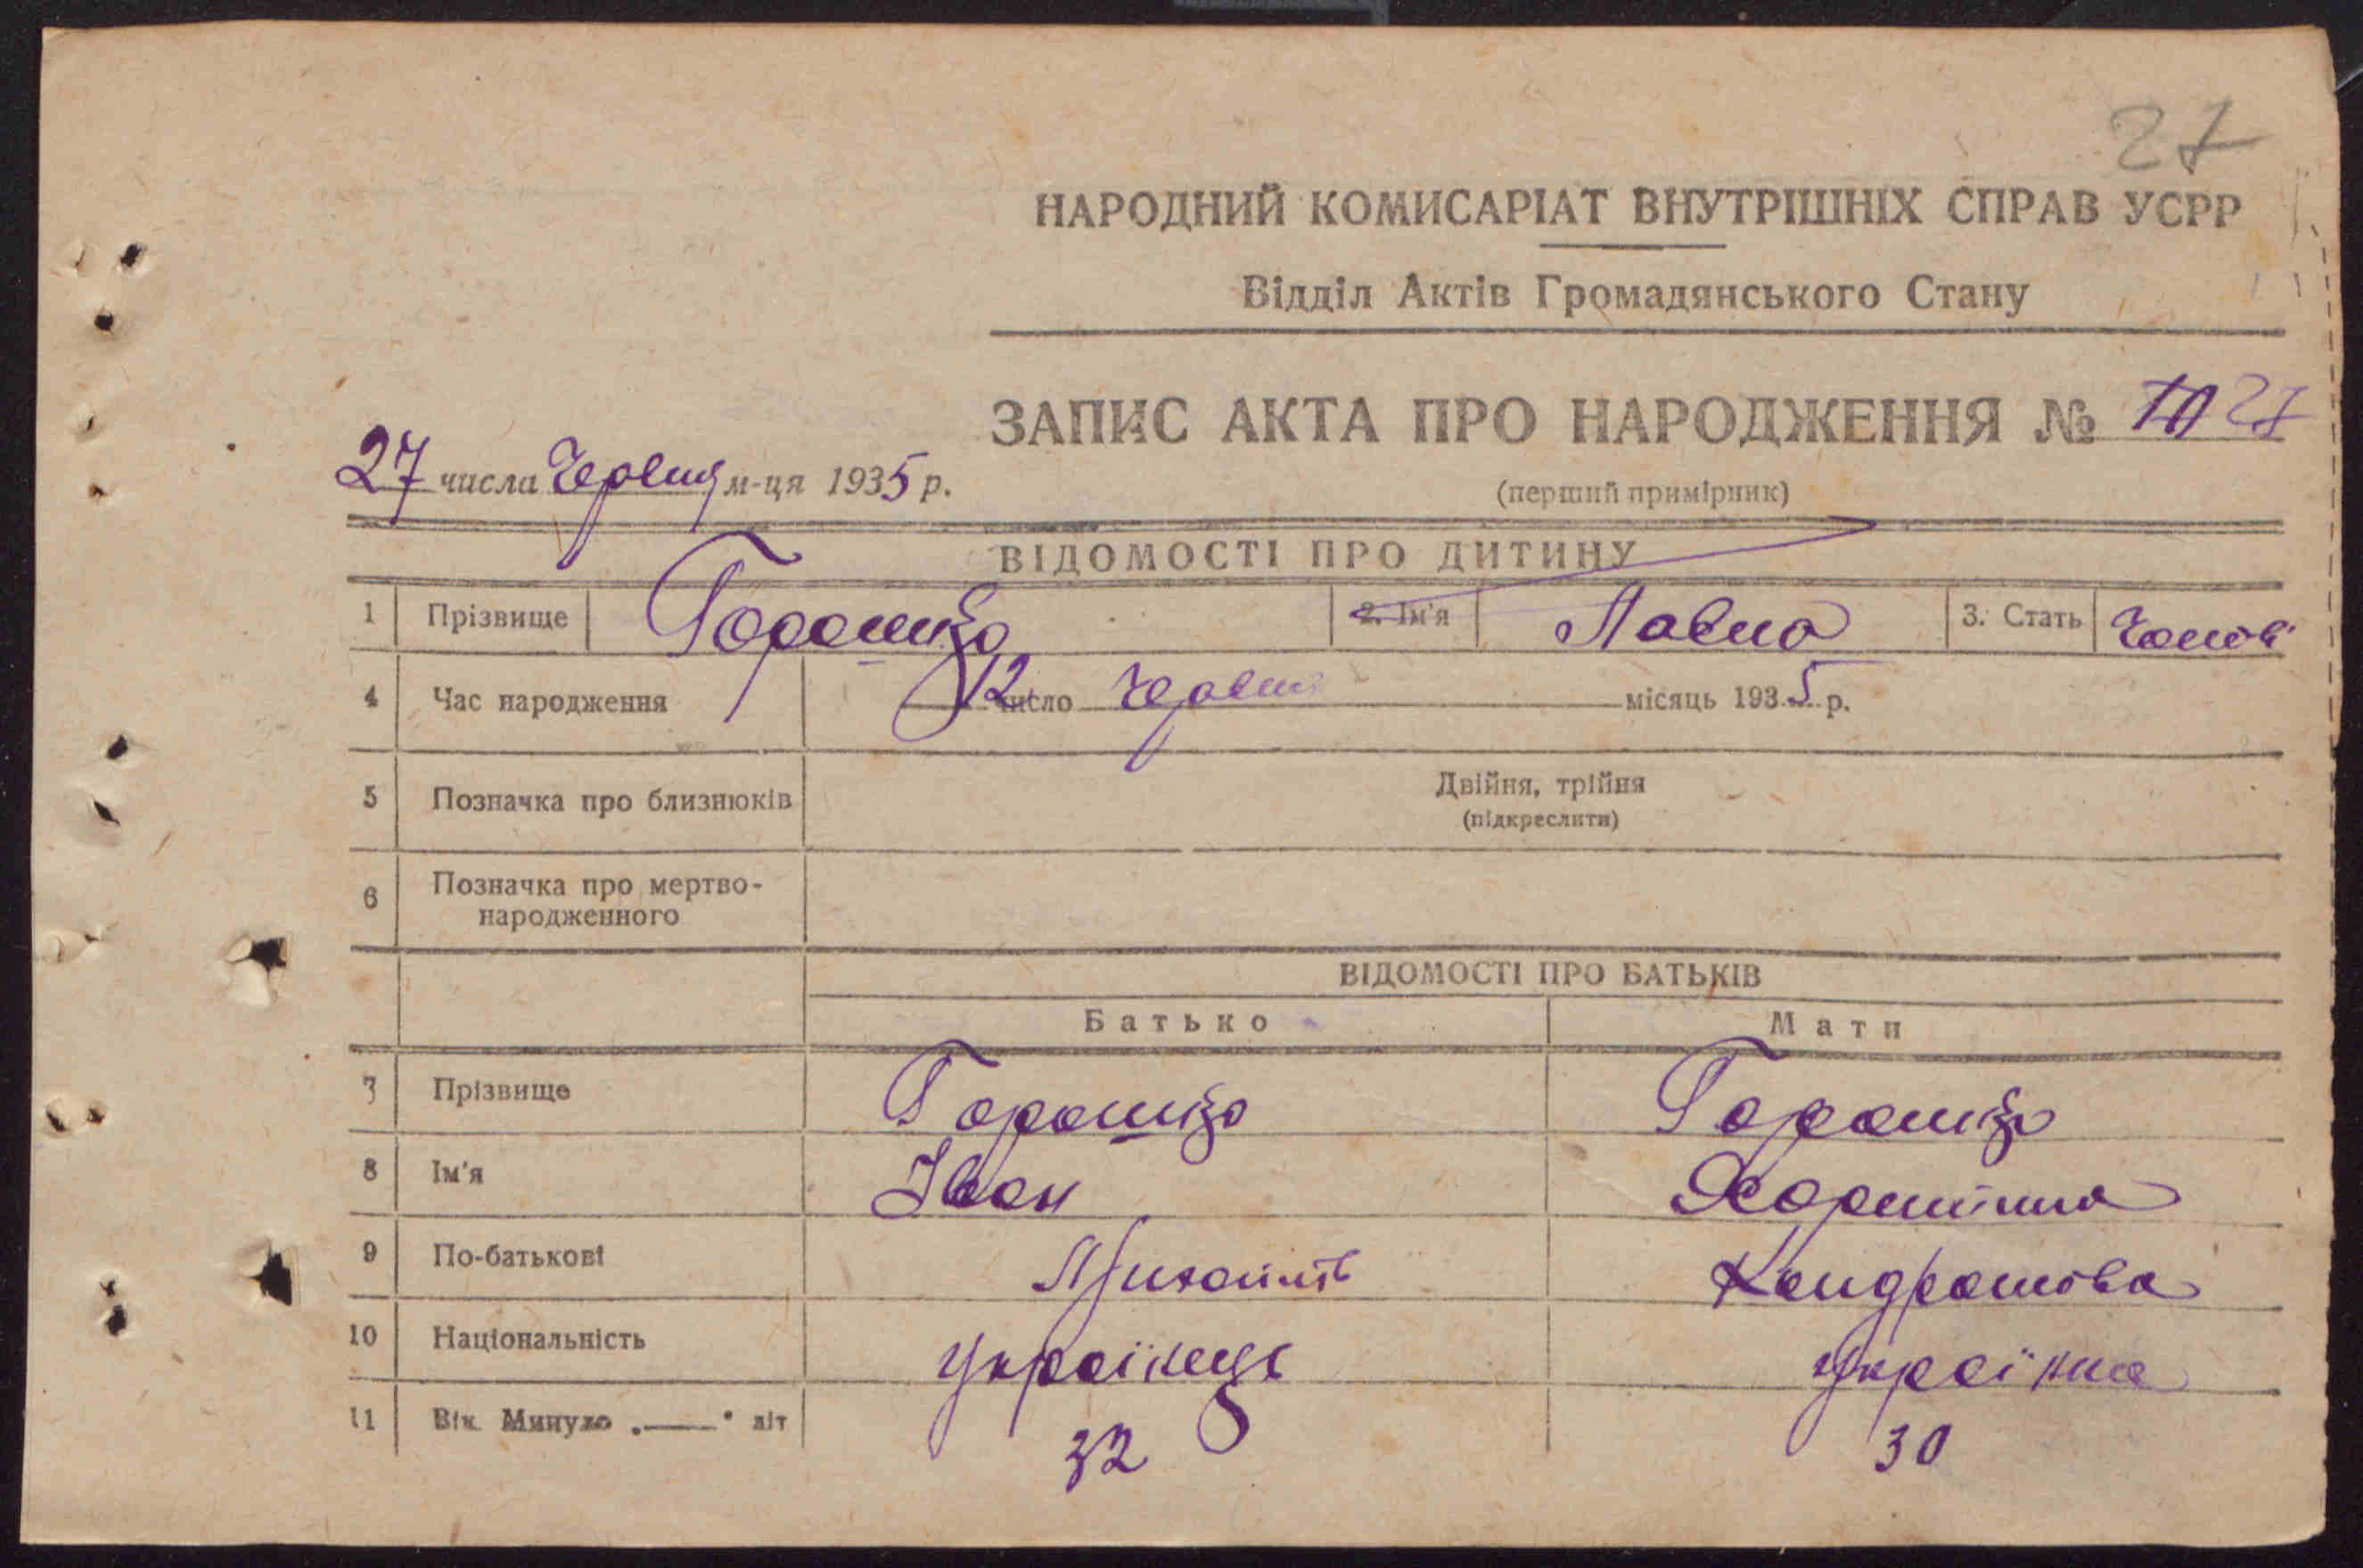 27
НАРОДНИЙ КОМИСАРІАТ ВНУТРІШНІХ СПРАВ УСРР
Відділ Актів Громадянського Стану
ЗАПИС АКТА ПРО НАРОДЖЕННЯ № 27
27 числа Червня м-ця 1935 р.
(перший примірник)
ВІДОМОСТІ ПРО ДИТИНУ
1 Прізвище 2. Ім'я Павло 3. Стать
4 Час народження 12 число Червня місяць 1935 р.
5 Позначка про близнюків Двійня, трійня
(підкреслити)
6 Позначка про мертво-
народженного
ВІДОМОСТІ ПРО БАТЬКІВ
Батько Мати
7 Прізвище
8 Ім'я Іван
9 По-батькові Михайлів Кондратова
10 Національність Українець Українка
11 Вік. Минуло „——“ літ 32 30